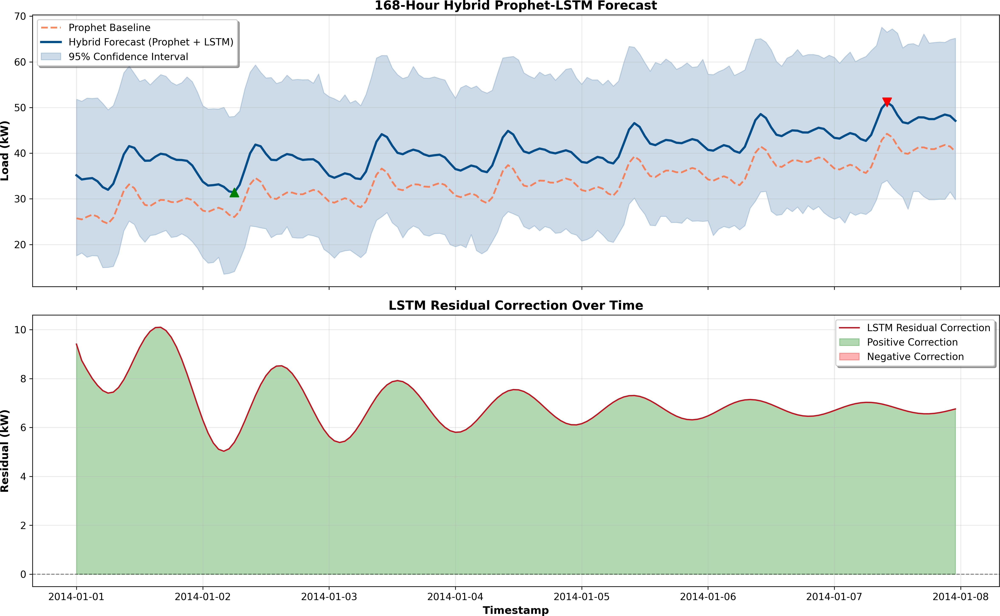 168-Hour Hybrid Prophet-LSTM Forecast
Prophet Baseline
Hybrid Forecast (Prophet + LSTM)
95% Confidence Interval
Load (kW)
70
60
50
40
30
20
LSTM Residual Correction Over Time
LSTM Residual Correction
Positive Correction
Negative Correction
Residual (kW)
10
8
6
4
2
0
2014-01-01 2014-01-02 2014-01-03 2014-01-04 2014-01-05 2014-01-06 2014-01-07 2014-01-08
Timestamp